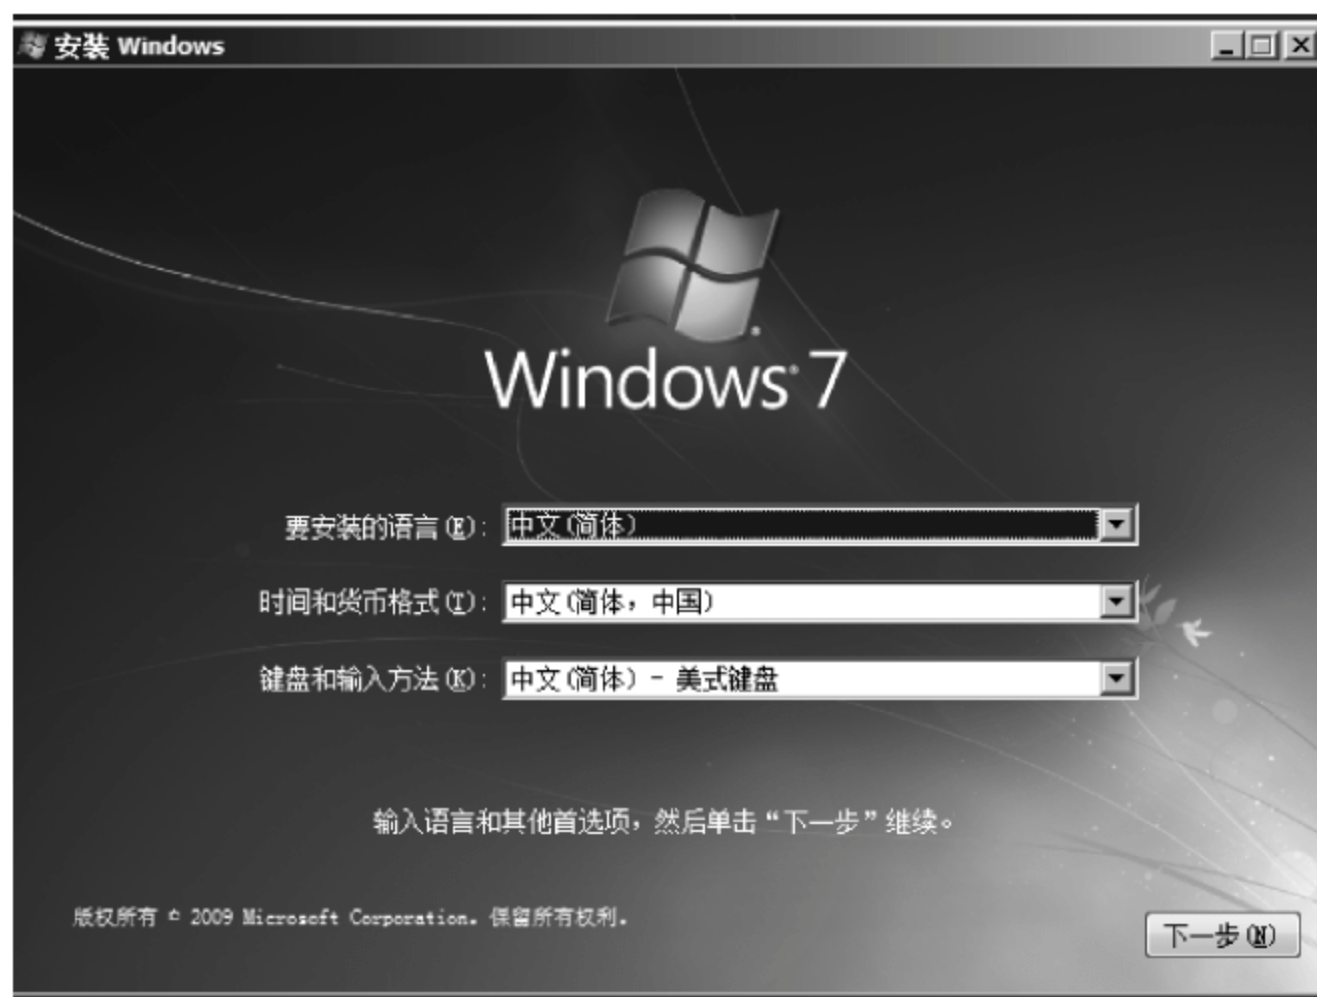 安装 Windows
Windows® 7
要安装的语言(E): 中文(简体)
时间和货币格式(T): 中文(简体，中国)
键盘和输入方法(K): 中文(简体) - 美式键盘
输入语言和其他首选项，然后单击“下一步”继续。
版权所有 © 2009 Microsoft Corporation。保留所有权利。
下一步(N)